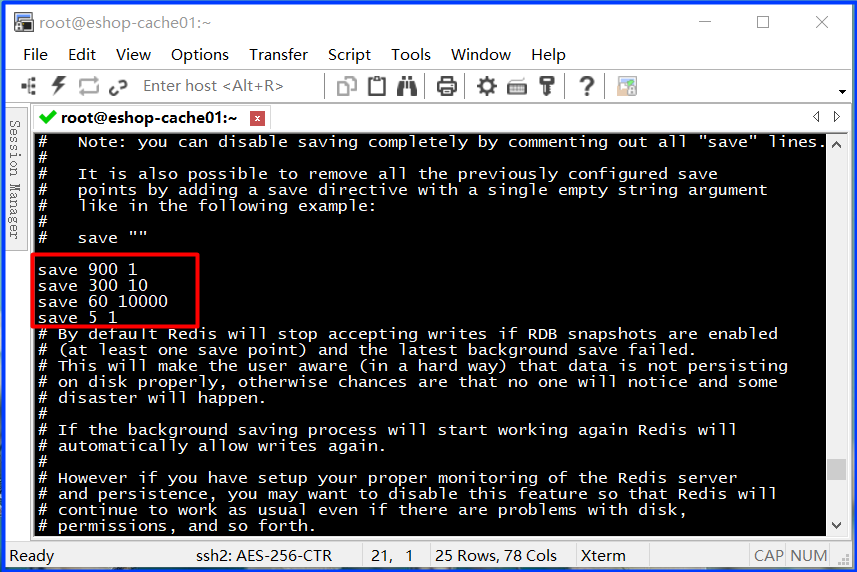 root@eshop-cache01:~
File Edit View Options Transfer Script Tools Window Help
Enter host <Alt+R>
root@eshop-cache01:~
Session Manager
#   Note: you can disable saving completely by commenting out all "save" lines.
#
#   It is also possible to remove all the previously configured save
#   points by adding a save directive with a single empty string argument
#   like in the following example:
#
#   save ""
save 900 1
save 300 10
save 60 10000
save 5 1
# By default Redis will stop accepting writes if RDB snapshots are enabled
# (at least one save point) and the latest background save failed.
# This will make the user aware (in a hard way) that data is not persisting
# on disk properly, otherwise chances are that no one will notice and some
# disaster will happen.
#
# If the background saving process will start working again Redis will
# automatically allow writes again.
#
# However if you have setup your proper monitoring of the Redis server
# and persistence, you may want to disable this feature so that Redis will
# continue to work as usual even if there are problems with disk,
# permissions, and so forth.
Ready ssh2: AES-256-CTR 21, 1 25 Rows, 78 Cols Xterm CAP NUM